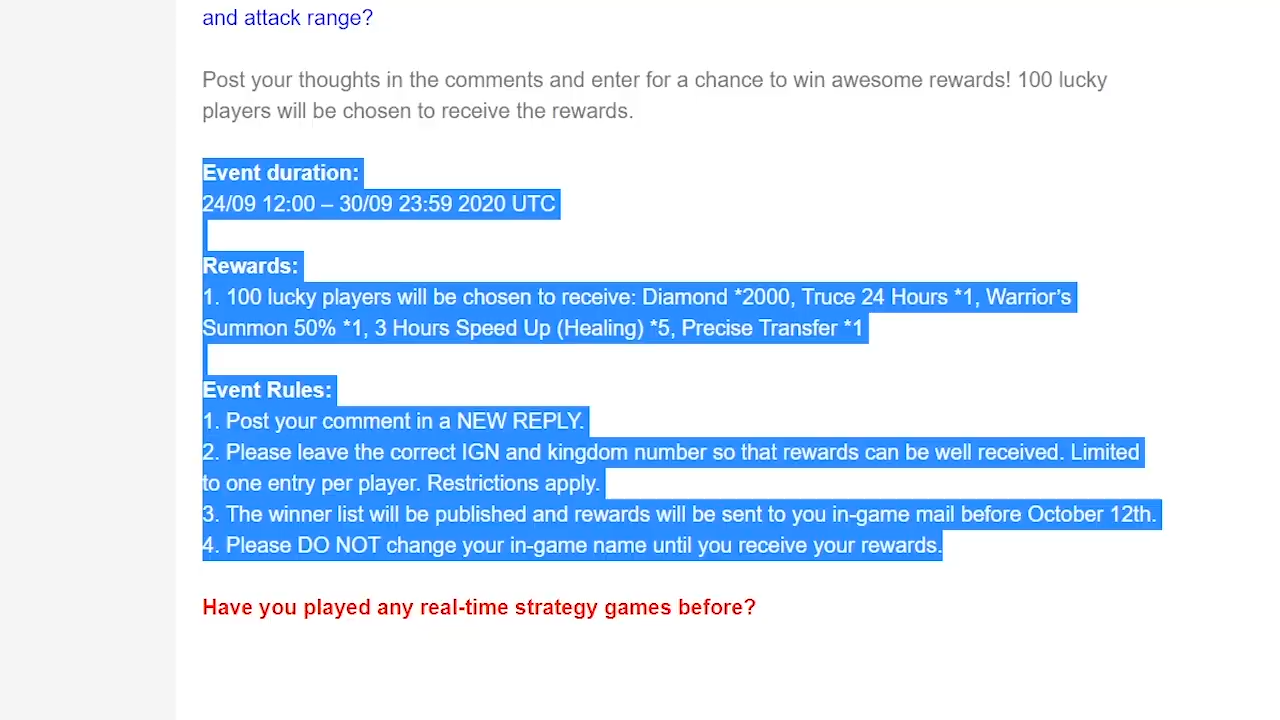 and attack range?
Post your thoughts in the comments and enter for a chance to win awesome rewards! 100 lucky
players will be chosen to receive the rewards.
Event duration:
24/09 12:00 – 30/09 23:59 2020 UTC
Rewards:
1. 100 lucky players will be chosen to receive: Diamond *2000, Truce 24 Hours *1, Warrior’s
Summon 50% *1, 3 Hours Speed Up (Healing) *5, Precise Transfer *1
Event Rules:
1. Post your comment in a NEW REPLY.
2. Please leave the correct IGN and kingdom number so that rewards can be well received. Limited
to one entry per player. Restrictions apply.
3. The winner list will be published and rewards will be sent to you in-game mail before October 12th.
4. Please DO NOT change your in-game name until you receive your rewards.
Have you played any real-time strategy games before?